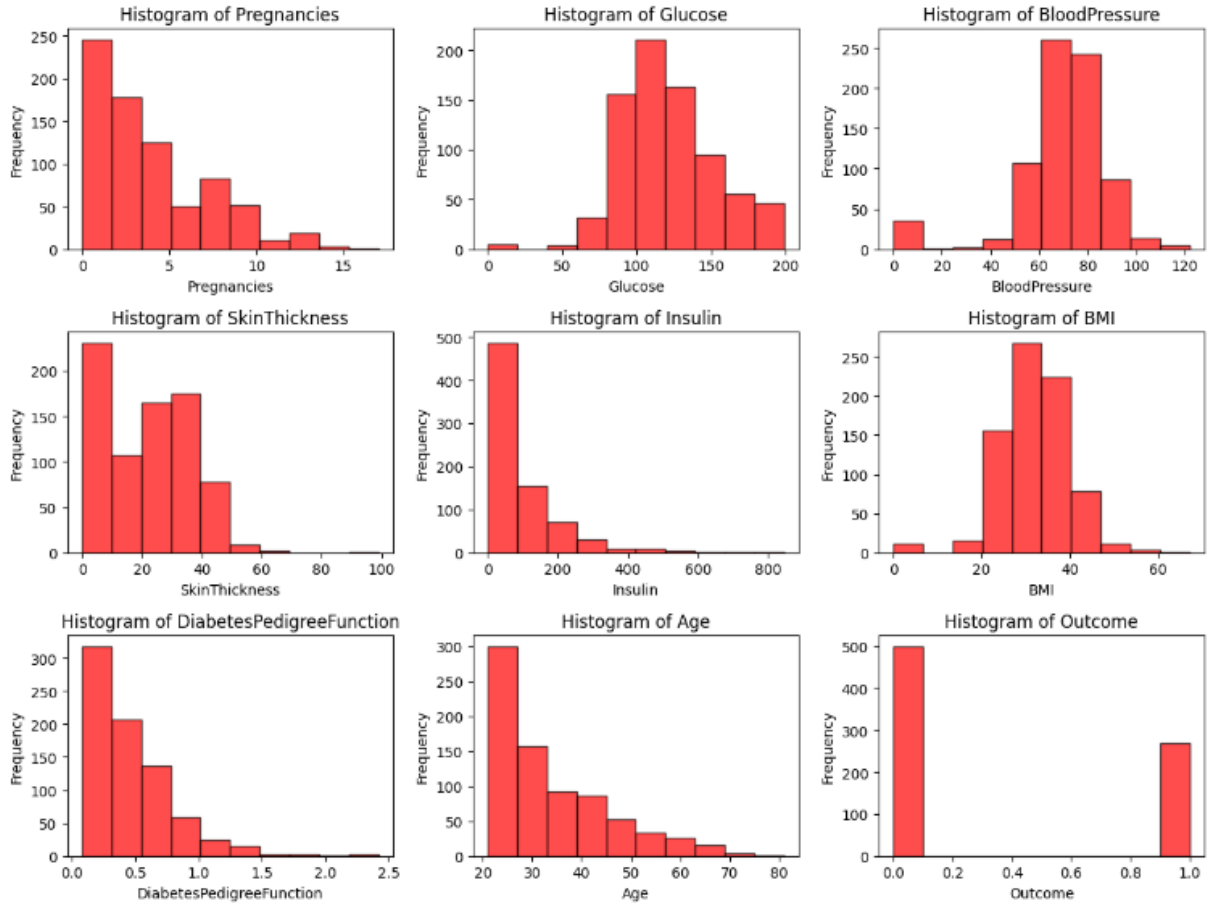 Histogram of Pregnancies
250
200
150
100
50
0
Frequency
0 5 10 15
Pregnancies
Histogram of Glucose
200
150
100
50
0
Frequency
0 50 100 150 200
Glucose
Histogram of BloodPressure
250
200
150
100
50
0
Frequency
0 20 40 60 80 100 120
BloodPressure
Histogram of SkinThickness
200
150
100
50
0
Frequency
0 20 40 60 80 100
SkinThickness
Histogram of Insulin
500
400
300
200
100
0
Frequency
0 200 400 600 800
Insulin
Histogram of BMI
250
200
150
100
50
0
Frequency
0 20 40 60
BMI
Histogram of DiabetesPedigreeFunction
300
250
200
150
100
50
0
Frequency
0.0 0.5 1.0 1.5 2.0 2.5
DiabetesPedigreeFunction
Histogram of Age
300
250
200
150
100
50
0
Frequency
20 30 40 50 60 70 80
Age
Histogram of Outcome
500
400
300
200
100
0
Frequency
0.0 0.2 0.4 0.6 0.8 1.0
Outcome